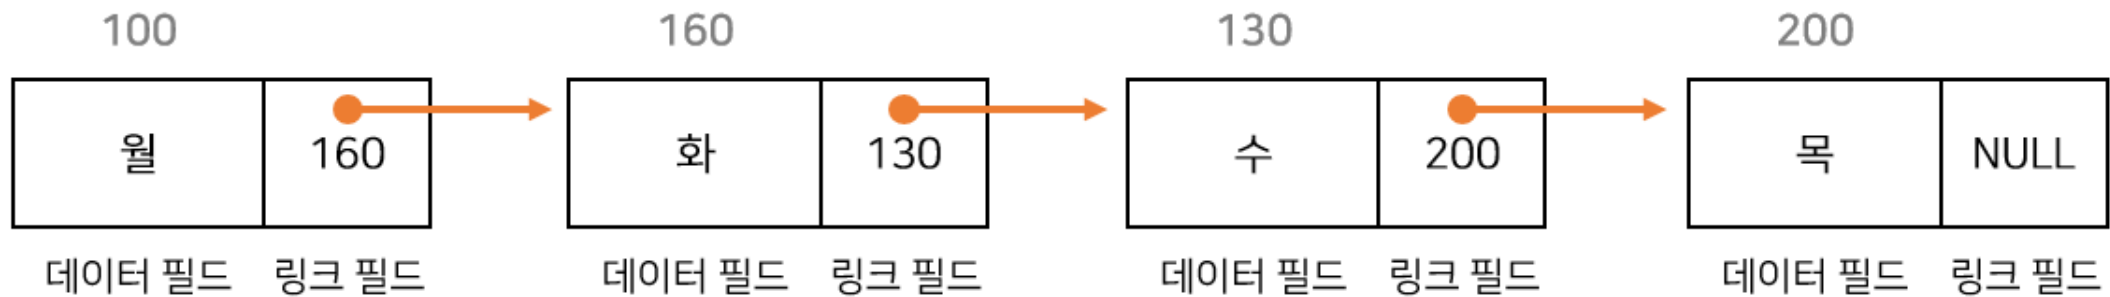 100 160 130 200
월 160 화 130 수 200 목 NULL
데이터 필드 링크 필드 데이터 필드 링크 필드 데이터 필드 링크 필드 데이터 필드 링크 필드